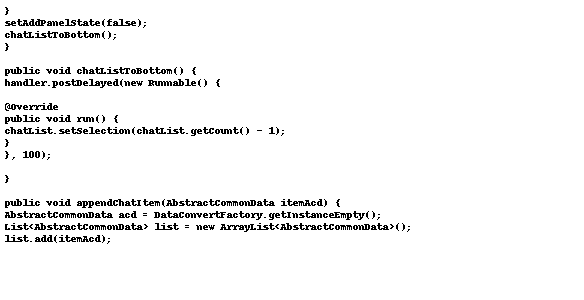 }
setAddPanelState(false);
chatListToBottom();
}
public void chatListToBottom() {
handler.postDelayed(new Runnable() {
@Override
public void run() {
chatList.setSelection(chatList.getCount() - 1);
}
}, 100);
}
public void appendChatItem(AbstractCommonData itemAcd) {
AbstractCommonData acd = DataConvertFactory.getInstanceEmpty();
List<AbstractCommonData> list = new ArrayList<AbstractCommonData>();
list.add(itemAcd);